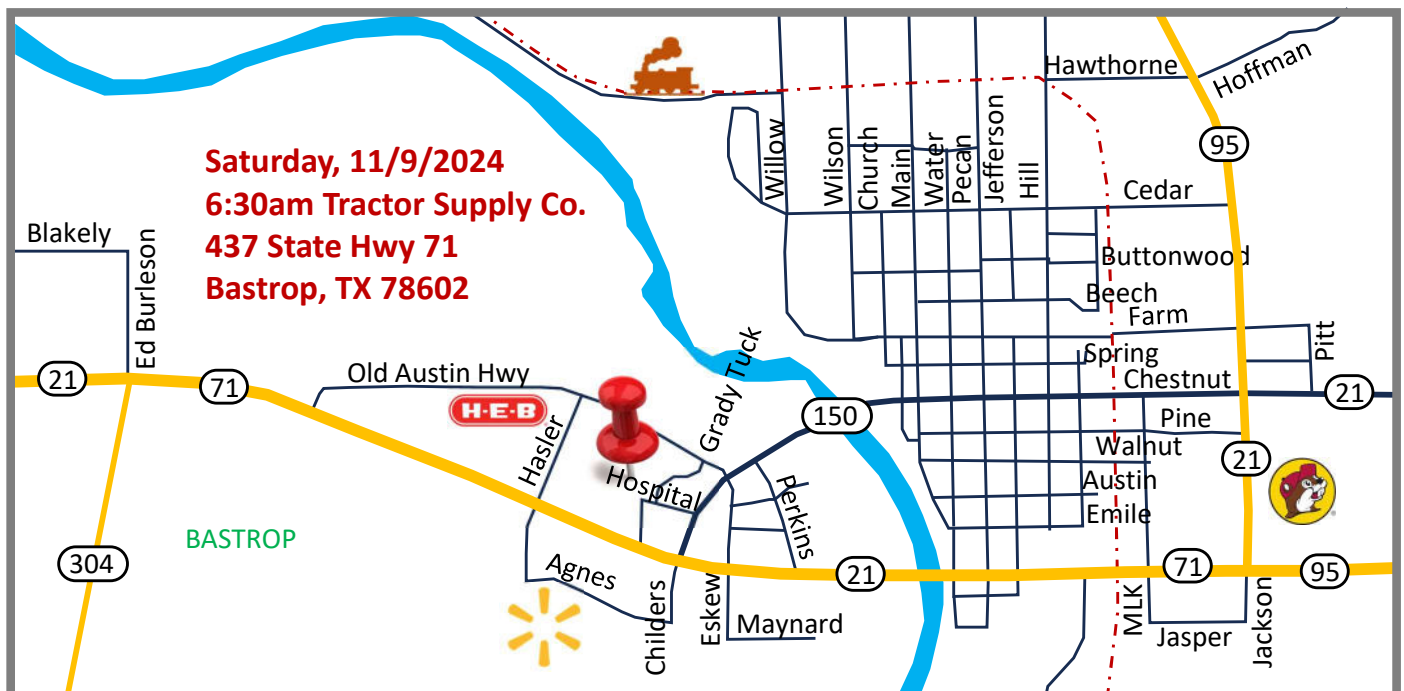 Saturday, 11/9/2024
6:30am Tractor Supply Co.
437 State Hwy 71
Bastrop, TX 78602
Hawthorne
Hoffman
95
Willow
Wilson
Church
Main
Water
Pecan
Jefferson
Hill
Cedar
Blakely
Ed Burleson
Buttonwood
Beech
Farm
Pitt
Spring
Chestnut
21
71
Old Austin Hwy
H-E-B
Grady Tuck
150
21
Pine
Walnut
21
Hasler
Hospital
Perkins
Austin
Emile
BASTROP
304
Agnes
Childers
Eskew
Maynard
21
71
95
MLK
Jasper
Jackson